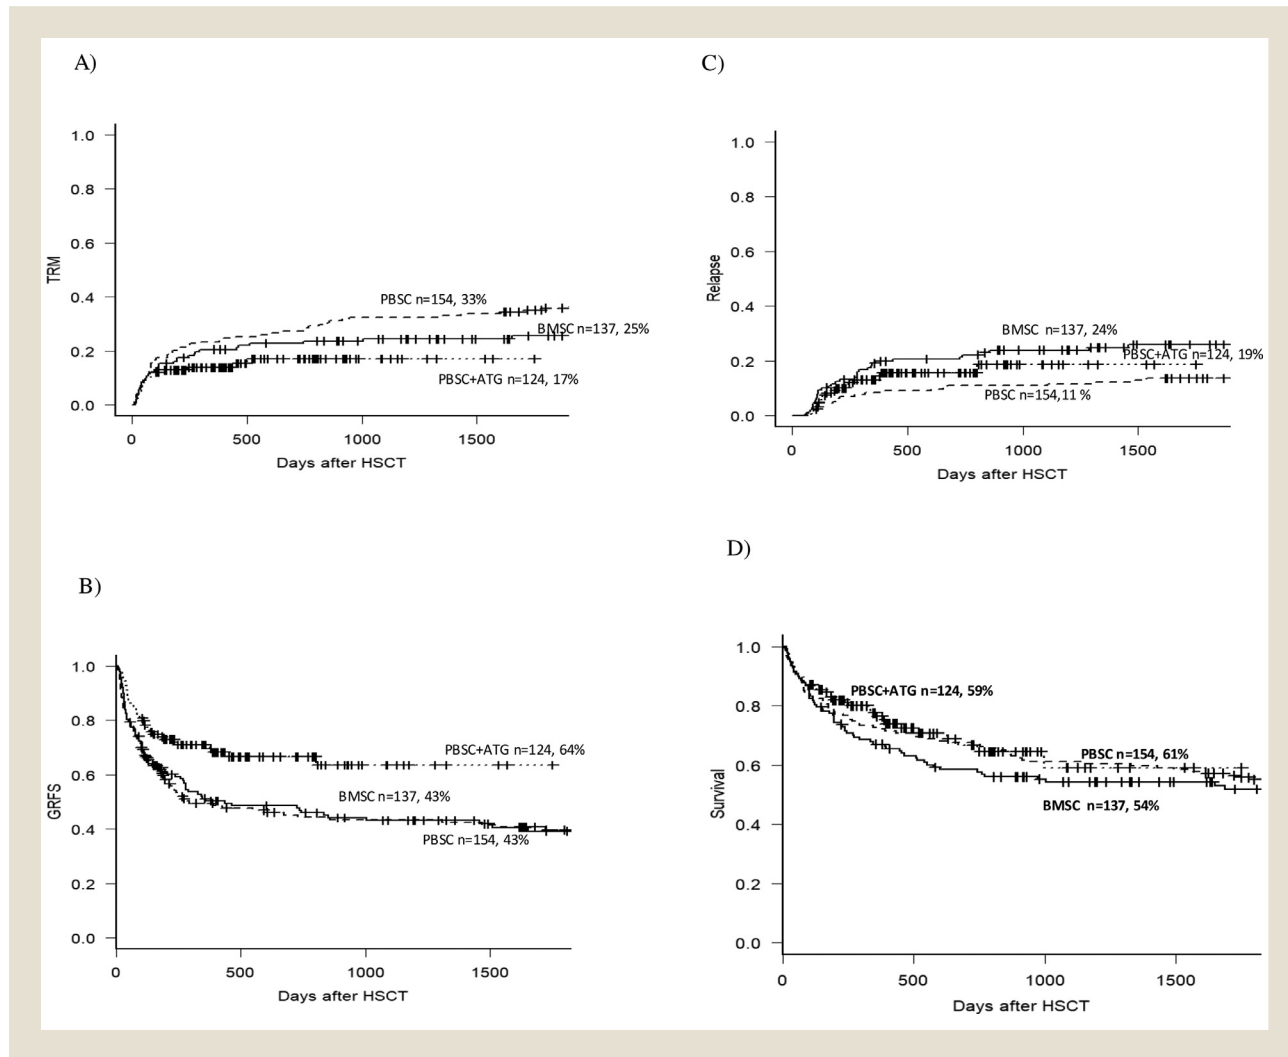 A)
1.0
0.8
0.6
0.4
0.2
0.0
TRM
PBSC n=154, 33%
BMSC n=137, 25%
PBSC+ATG n=124, 17%
0 500 1000 1500
Days after HSCT
C)
1.0
0.8
0.6
0.4
0.2
0.0
Relapse
BMSC n=137, 24%
PBSC+ATG n=124, 19%
PBSC n=154,11 %
0 500 1000 1500
Days after HSCT
B)
1.0
0.8
0.6
0.4
0.2
0.0
GRFS
PBSC+ATG n=124, 64%
BMSC n=137, 43%
PBSC n=154, 43%
0 500 1000 1500
Days after HSCT
D)
1.0
0.8
0.6
0.4
0.2
0.0
Survival
PBSC+ATG n=124, 59%
PBSC n=154, 61%
BMSC n=137, 54%
0 500 1000 1500
Days after HSCT